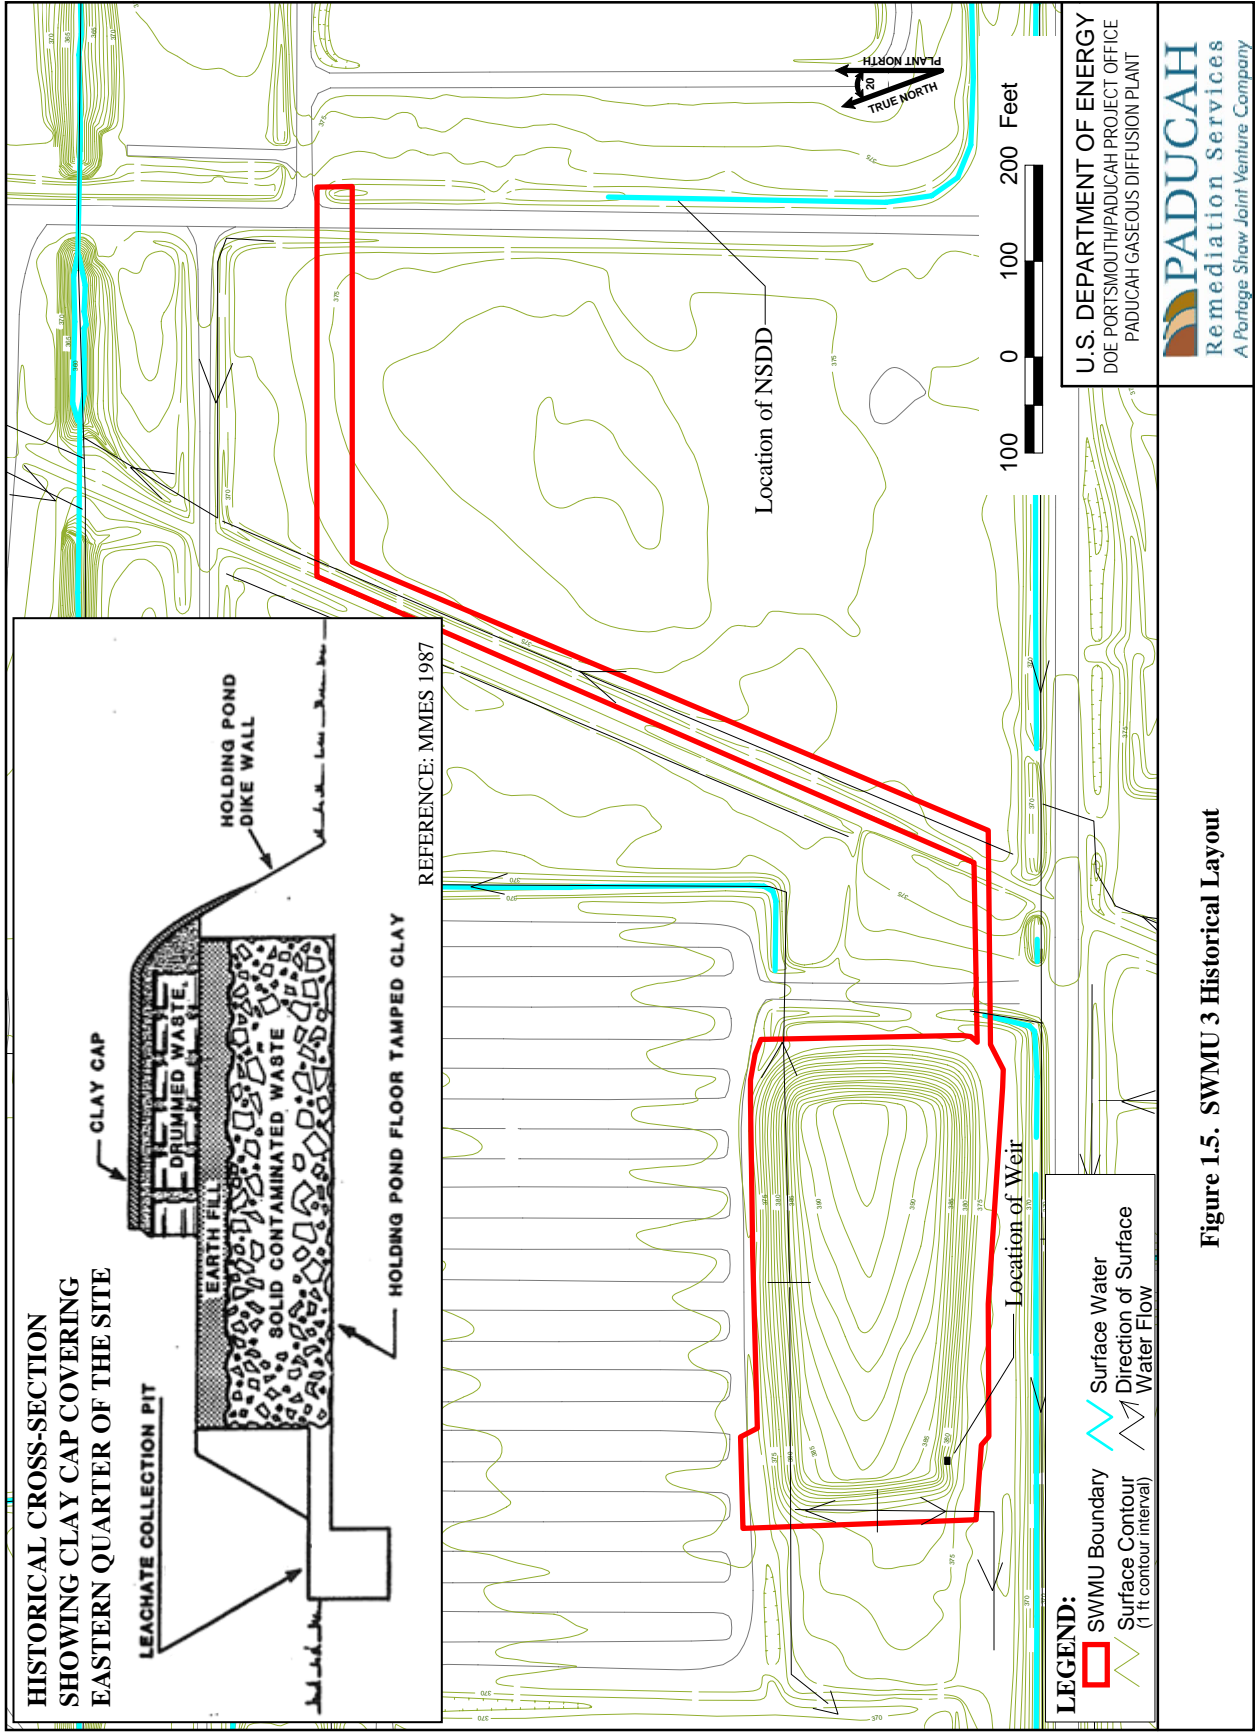 HISTORICAL CROSS-SECTION
SHOWING CLAY CAP COVERING
EASTERN QUARTER OF THE SITE
LEACHATE COLLECTION PIT
CLAY CAP
DRUMMED WASTE
EARTH FILL
SOLID CONTAMINATED WASTE
HOLDING POND FLOOR TAMPED CLAY
HOLDING POND
DIKE WALL
REFERENCE: MMES 1987
Location of NSDD
Location of Weir
TRUE NORTH
20
PLANT NORTH
100 0 100 200 Feet
LEGEND:
SWMU Boundary
Surface Contour
(1 ft contour interval)
Surface Water
Direction of Surface
Water Flow
U.S. DEPARTMENT OF ENERGY
DOE PORTSMOUTH/PADUCAH PROJECT OFFICE
PADUCAH GASEOUS DIFFUSION PLANT
PADUCAH
Remediation Services
A Portage Shaw Joint Venture Company
Figure 1.5. SWMU 3 Historical Layout